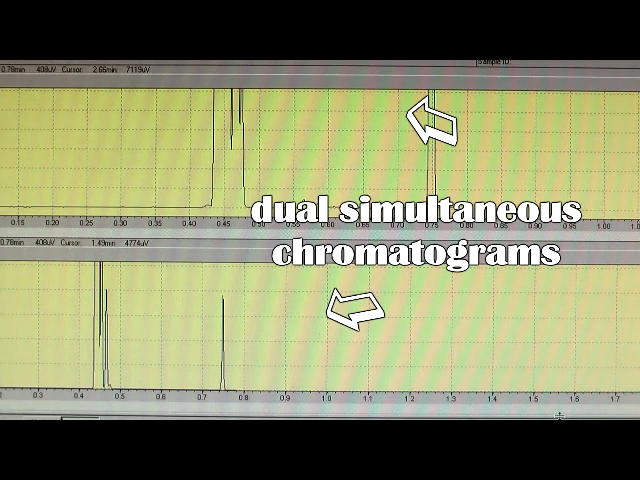 Sample ID:
0.78min 408uV Cursor: 2.66min 7119uV
0.15 0.20 0.25 0.30 0.35 0.40 0.45 0.50 0.55 0.60 0.65 0.70 0.75 0.80 0.85 0.90 0.95 1.00
dual simultaneous
0.78min 408uV Cursor: 1.49min 4774uV
chromatograms
0.3 0.4 0.5 0.6 0.7 0.8 0.9 1.0 1.1 1.2 1.3 1.4 1.5 1.6 1.7